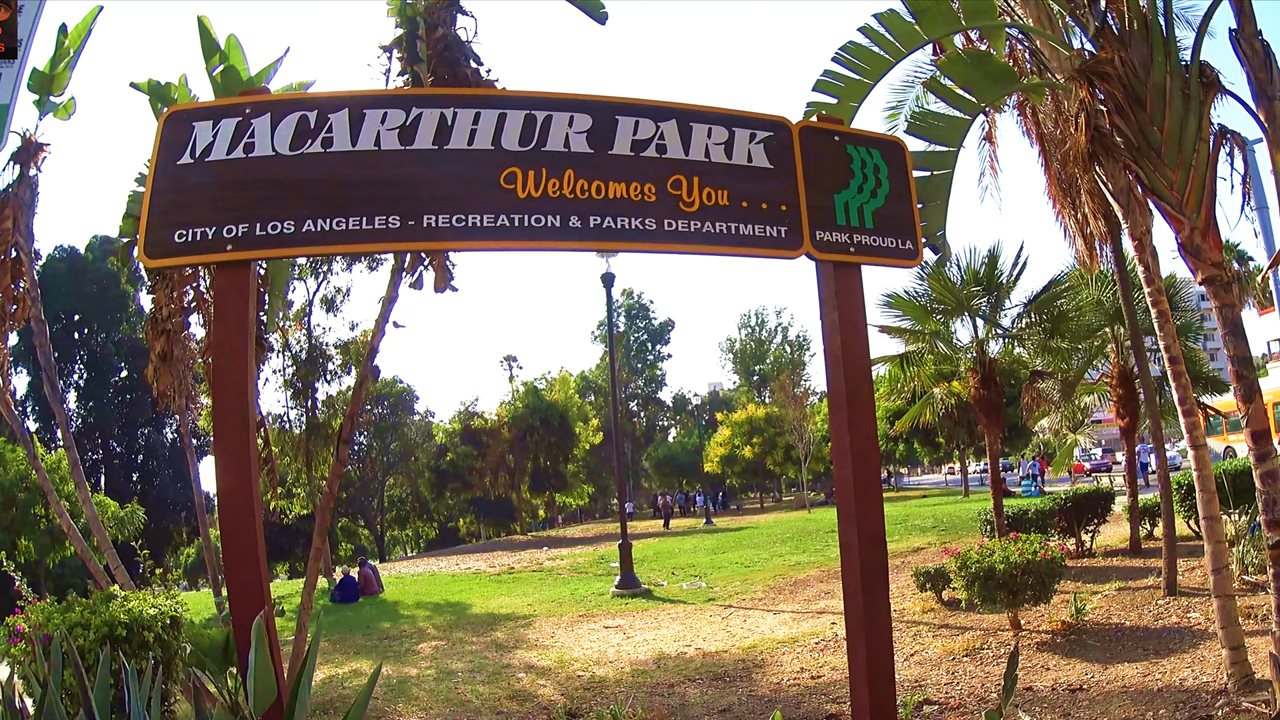 MACARTHUR PARK
Welcomes You . . .
CITY OF LOS ANGELES - RECREATION & PARKS DEPARTMENT
PARK PROUD LA